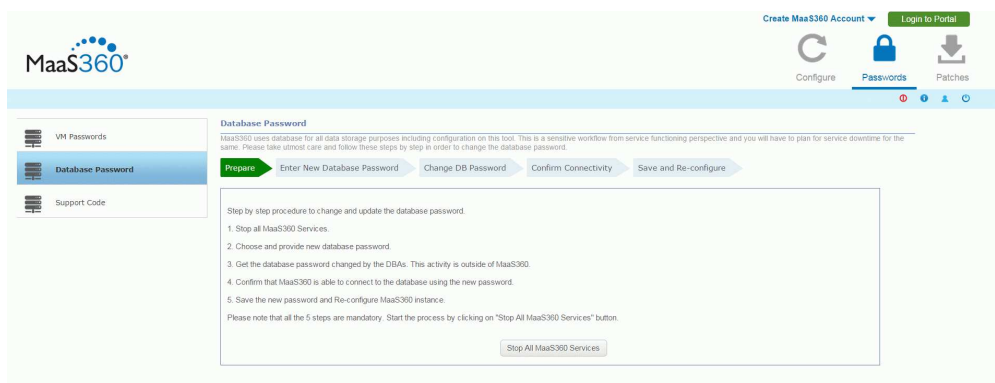 Create MaaS360 Account
Login to Portal
MaaS360®
Configure
Passwords
Patches
VM Passwords
Database Password
Support Code
Database Password
MaaS360 uses database for all data storage purposes including configuration on this tool. This is a sensitive workflow from service functioning perspective and you will have to plan for service downtime for the
same. Please take utmost care and follow these steps by step in order to change the database password.
Prepare
Enter New Database Password
Change DB Password
Confirm Connectivity
Save and Re-configure
Step by step procedure to change and update the database password.
1. Stop all MaaS360 Services.
2. Choose and provide new database password.
3. Get the database password changed by the DBAs. This activity is outside of MaaS360.
4. Confirm that MaaS360 is able to connect to the database using the new password.
5. Save the new password and Re-configure MaaS360 instance.
Please note that all the 5 steps are mandatory. Start the process by clicking on "Stop All MaaS360 Services" button.
Stop All MaaS360 Services